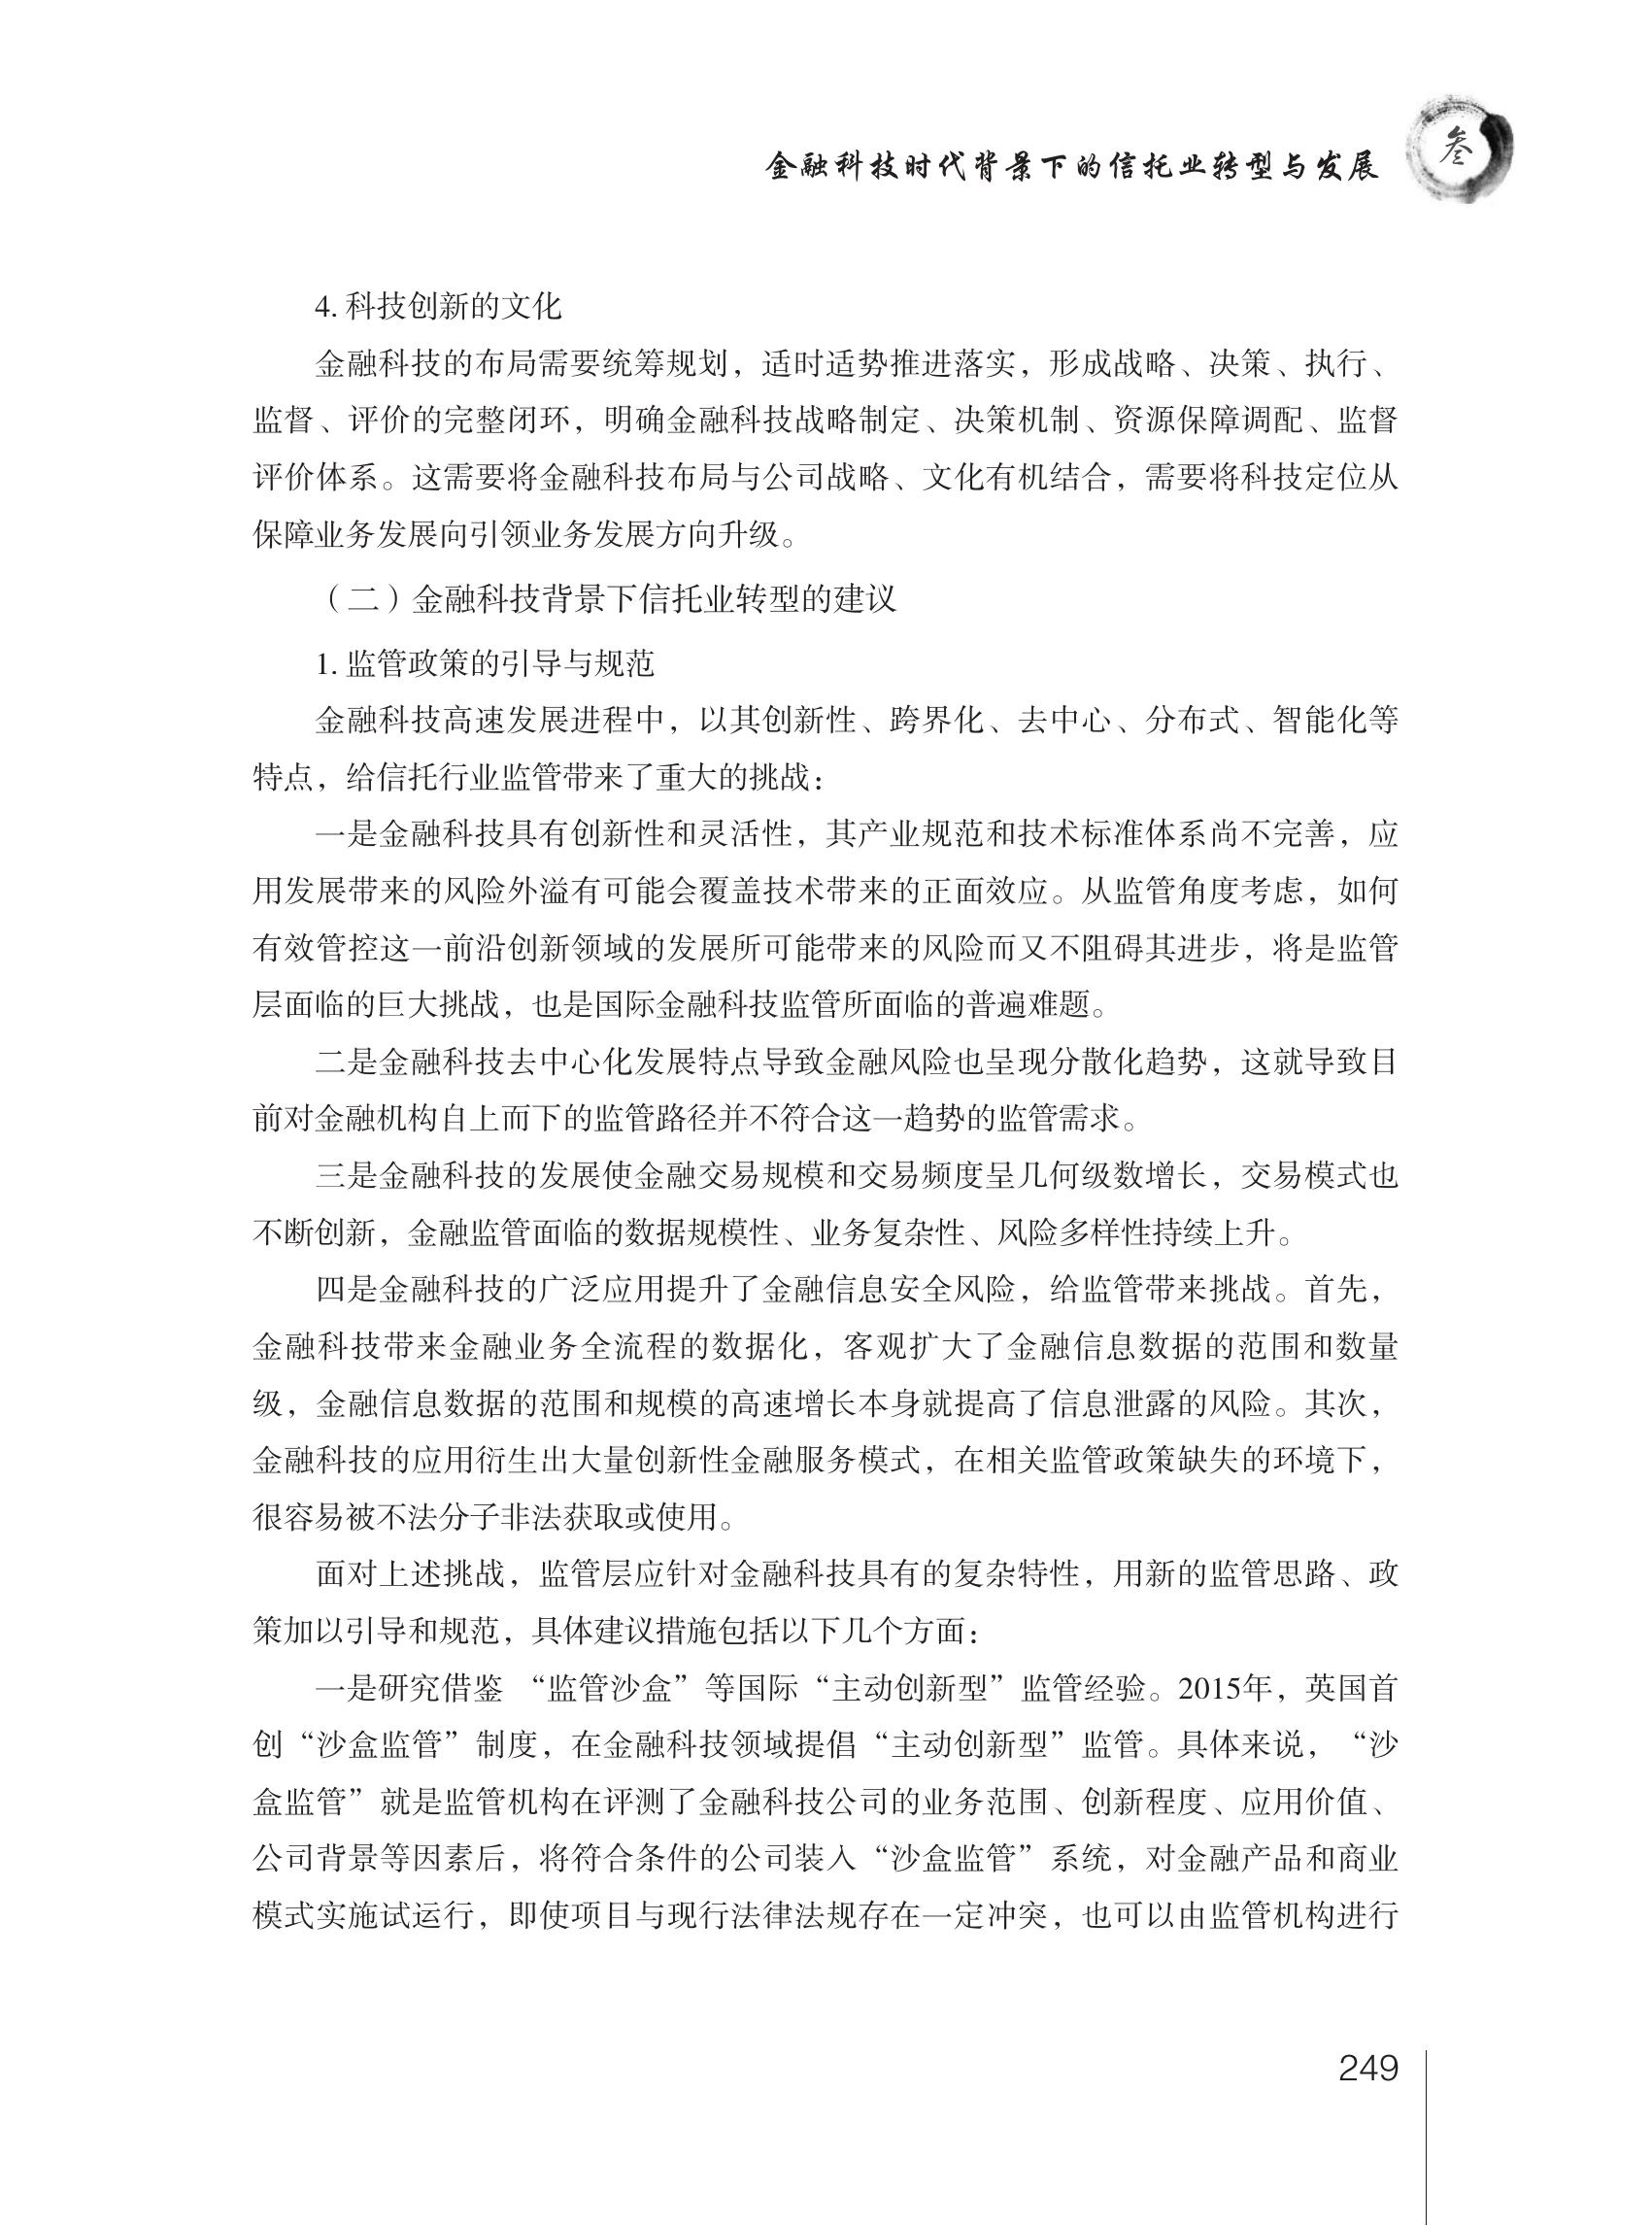 金融科技时代背景下的信托业转型与发展
叁
4. 科技创新的文化
金融科技的布局需要统筹规划，适时适势推进落实，形成战略、决策、执行、
监督、评价的完整闭环，明确金融科技战略制定、决策机制、资源保障调配、监督
评价体系。这需要将金融科技布局与公司战略、文化有机结合，需要将科技定位从
保障业务发展向引领业务发展方向升级。
（二）金融科技背景下信托业转型的建议
1. 监管政策的引导与规范
金融科技高速发展进程中，以其创新性、跨界化、去中心、分布式、智能化等
特点，给信托行业监管带来了重大的挑战：
一是金融科技具有创新性和灵活性，其产业规范和技术标准体系尚不完善，应
用发展带来的风险外溢有可能会覆盖技术带来的正面效应。从监管角度考虑，如何
有效管控这一前沿创新领域的发展所可能带来的风险而又不阻碍其进步，将是监管
层面临的巨大挑战，也是国际金融科技监管所面临的普遍难题。
二是金融科技去中心化发展特点导致金融风险也呈现分散化趋势，这就导致目
前对金融机构自上而下的监管路径并不符合这一趋势的监管需求。
三是金融科技的发展使金融交易规模和交易频度呈几何级数增长，交易模式也
不断创新，金融监管面临的数据规模性、业务复杂性、风险多样性持续上升。
四是金融科技的广泛应用提升了金融信息安全风险，给监管带来挑战。首先，
金融科技带来金融业务全流程的数据化，客观扩大了金融信息数据的范围和数量
级，金融信息数据的范围和规模的高速增长本身就提高了信息泄露的风险。其次，
金融科技的应用衍生出大量创新性金融服务模式，在相关监管政策缺失的环境下，
很容易被不法分子非法获取或使用。
面对上述挑战，监管层应针对金融科技具有的复杂特性，用新的监管思路、政
策加以引导和规范，具体建议措施包括以下几个方面：
一是研究借鉴 “监管沙盒”等国际“主动创新型”监管经验。2015年，英国首
创“沙盒监管”制度，在金融科技领域提倡“主动创新型”监管。具体来说，“沙
盒监管”就是监管机构在评测了金融科技公司的业务范围、创新程度、应用价值、
公司背景等因素后，将符合条件的公司装入“沙盒监管”系统，对金融产品和商业
模式实施试运行，即使项目与现行法律法规存在一定冲突，也可以由监管机构进行
249